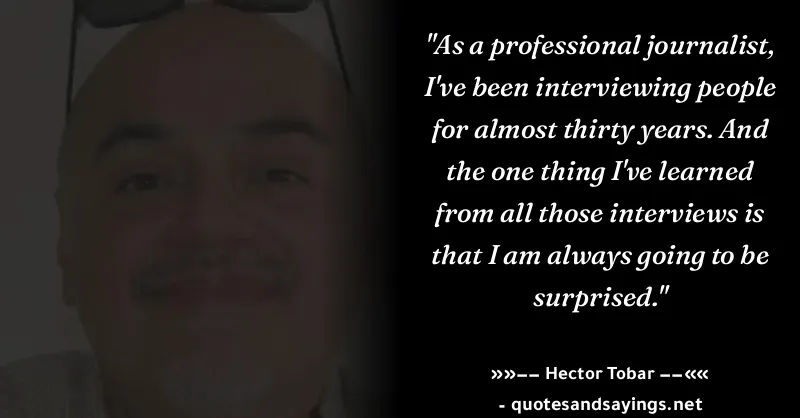 "As a professional journalist,
I've been interviewing people
for almost thirty years. And
the one thing I've learned
from all those interviews is
that I am always going to be
surprised."
»»−− Hector Tobar −−««
- quotesandsayings.net